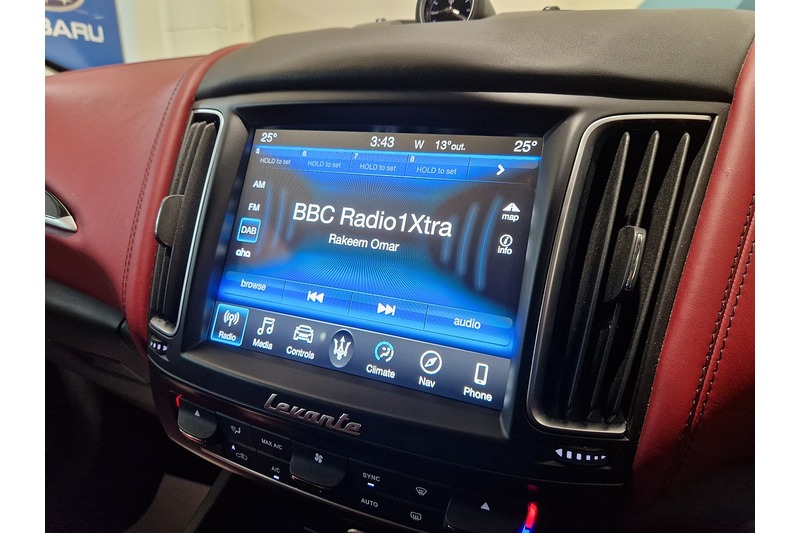 BARU
25°
3:43
W
13°out.
25°
5
6
7
8
HOLD to set
HOLD to set
HOLD to set
HOLD to set
AM
FM
DAB
aha
BBC Radio1Xtra
Rakeem Omar
map
info
browse
audio
Radio
Media
Controls
Climate
Nav
Phone
Levante
MAX A/C
A/C
SYNC
AUTO